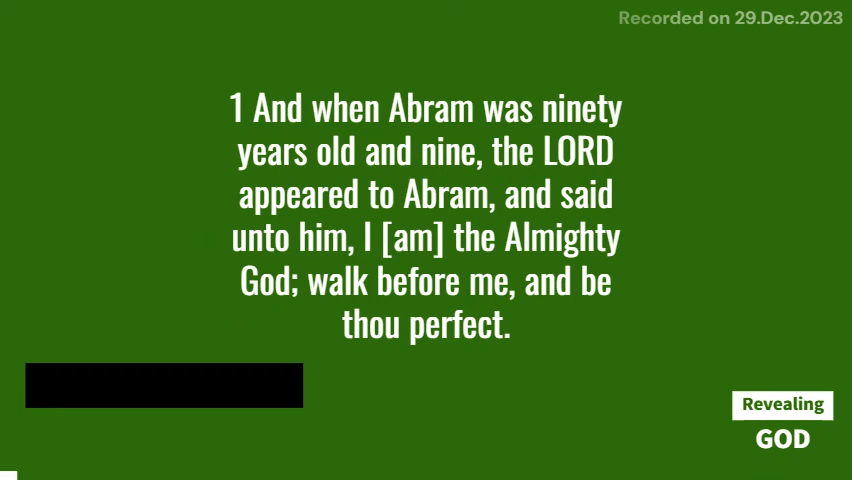 Recorded on 29.Dec.2023
1 And when Abram was ninety
years old and nine, the LORD
appeared to Abram, and said
unto him, I [am] the Almighty
God; walk before me, and be
thou perfect.
Revealing
GOD